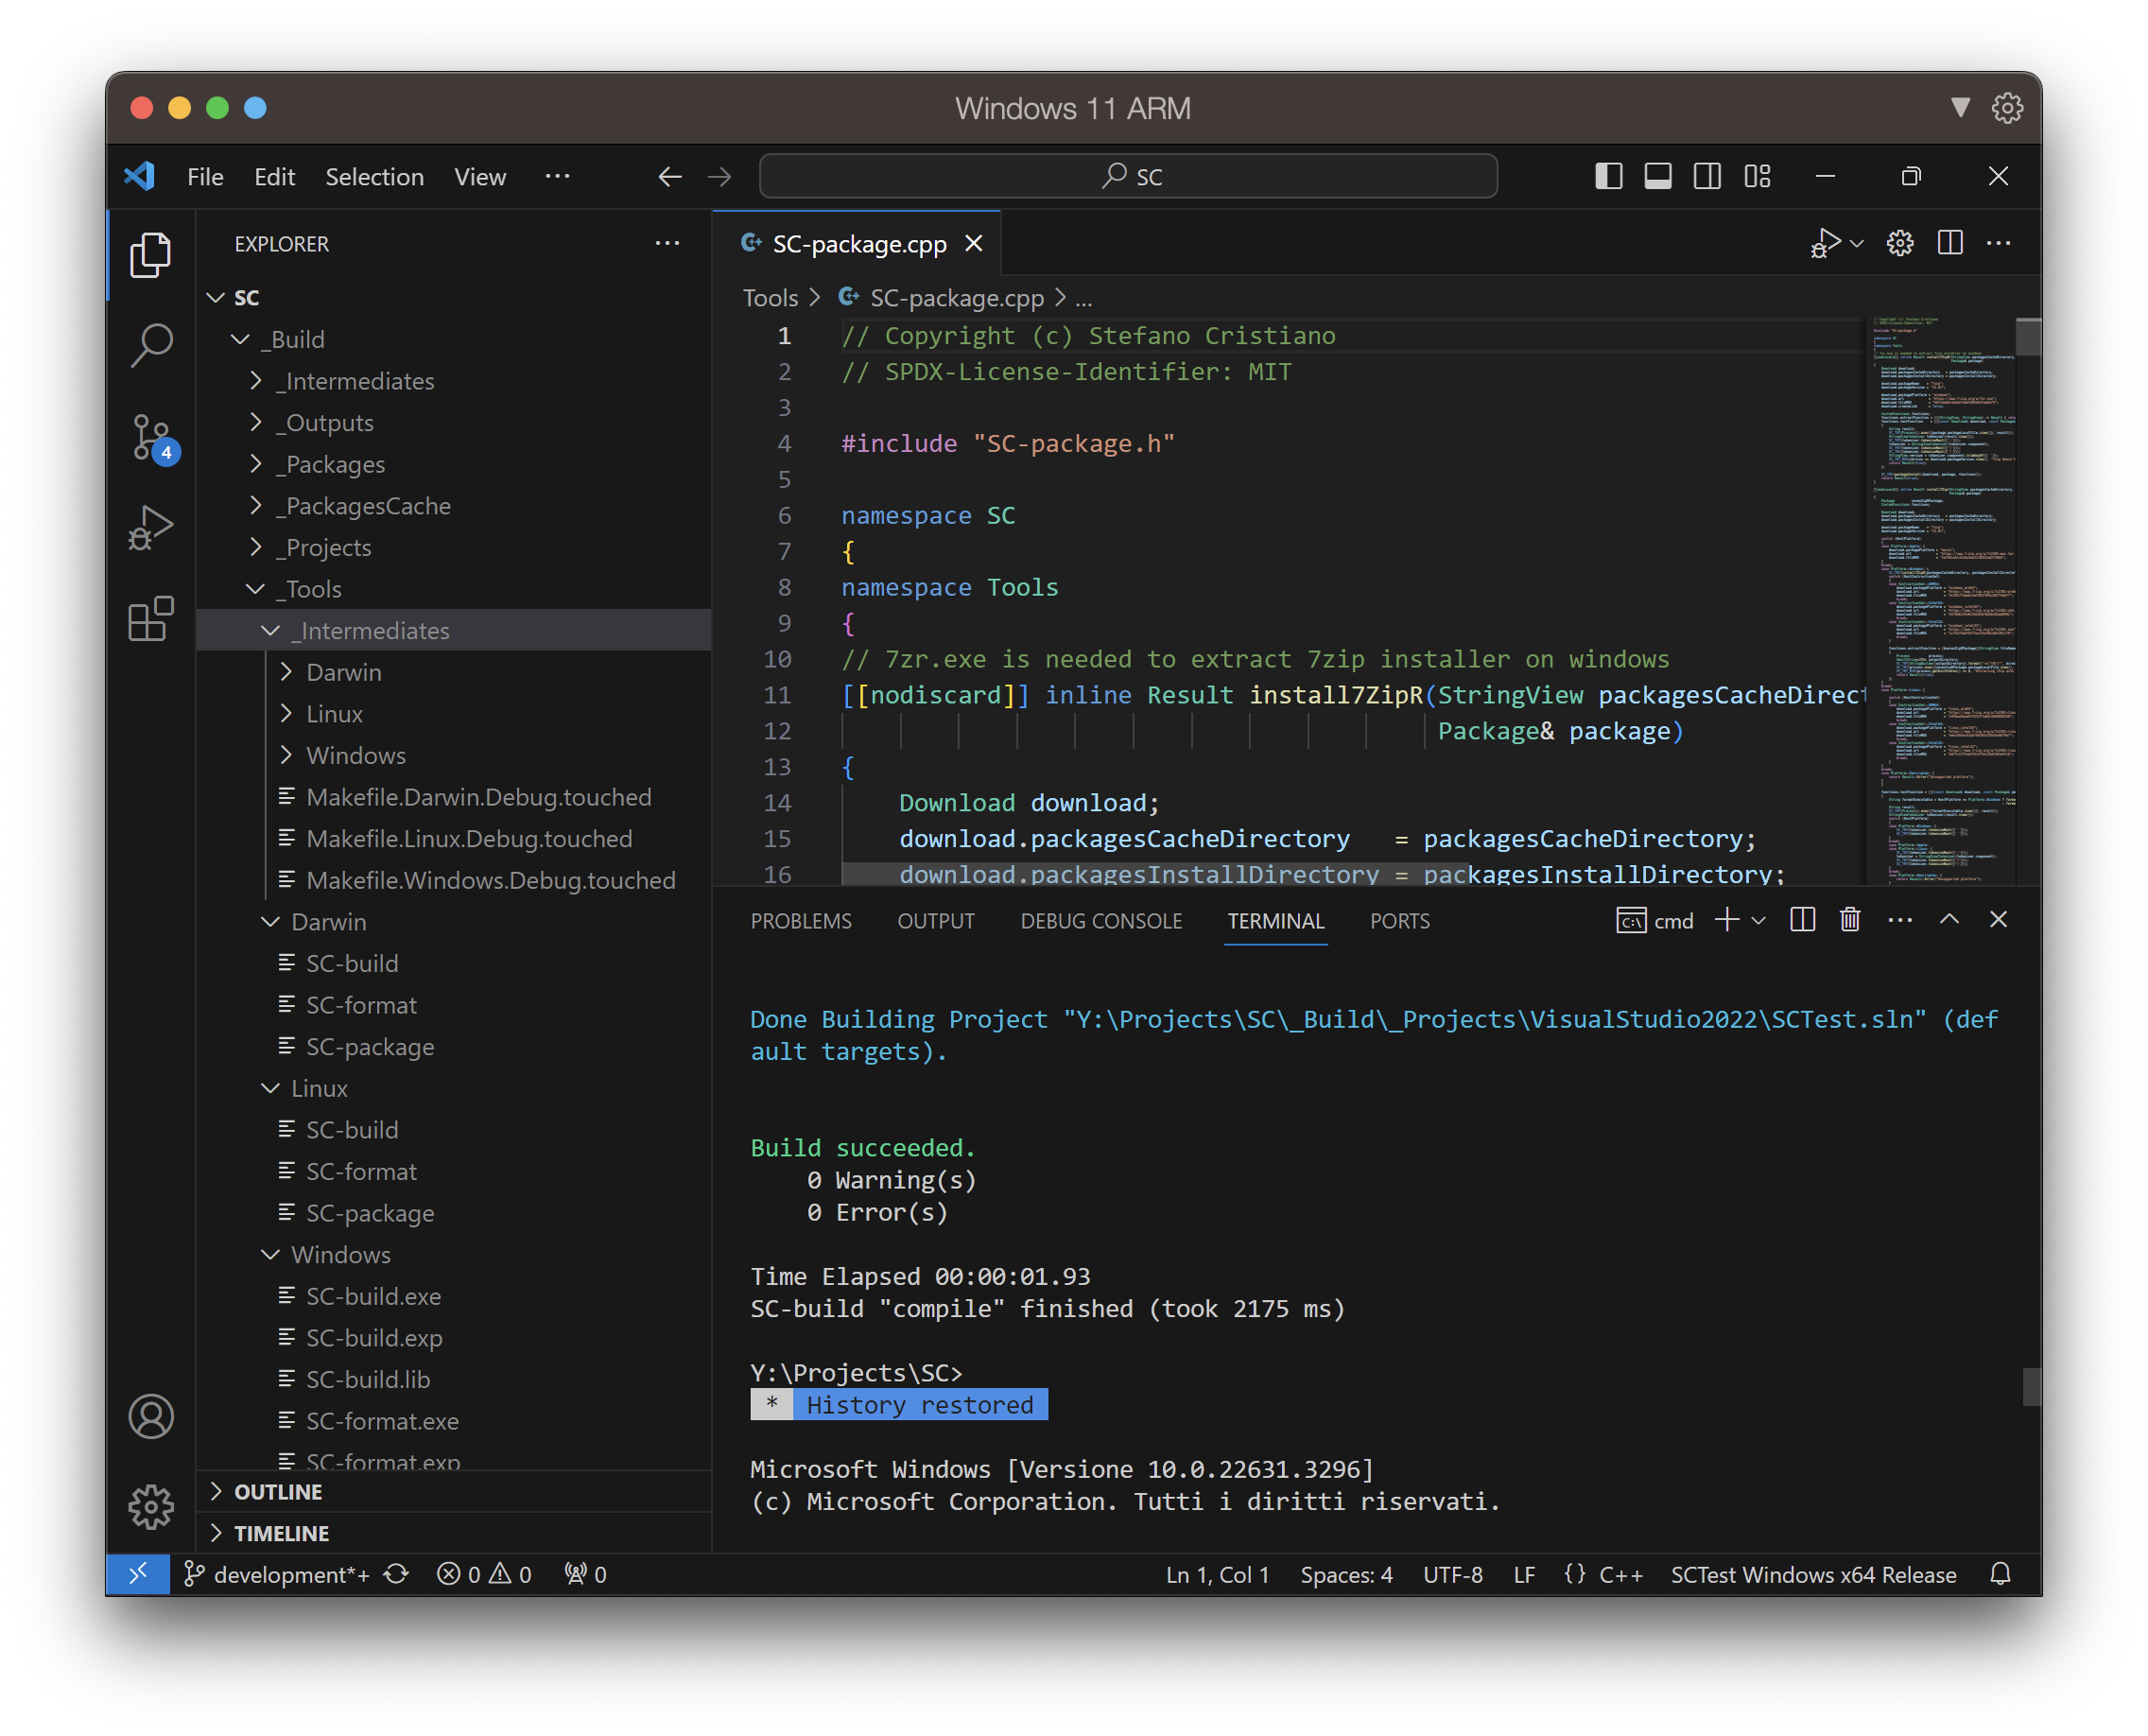 Windows 11 ARM
File Edit Selection View ··· SC
EXPLORER
SC
_Build
_Intermediates
_Outputs
_Packages
_PackagesCache
_Projects
_Tools
_Intermediates
Darwin
Linux
Windows
Makefile.Darwin.Debug.touched
Makefile.Linux.Debug.touched
Makefile.Windows.Debug.touched
Darwin
SC-build
SC-format
SC-package
Linux
SC-build
SC-format
SC-package
Windows
SC-build.exe
SC-build.exp
SC-build.lib
SC-format.exe
SC-format.exp
OUTLINE
TIMELINE
4
SC-package.cpp
Tools > SC-package.cpp > ...
1 // Copyright (c) Stefano Cristiano
2 // SPDX-License-Identifier: MIT
3
4 #include "SC-package.h"
5
6 namespace SC
7 {
8 namespace Tools
9 {
10 // 7zr.exe is needed to extract 7zip installer on windows
11 [[nodiscard]] inline Result install7ZipR(StringView packagesCacheDirect
12 Package& package)
13 {
14 Download download;
15 download.packagesCacheDirectory = packagesCacheDirectory;
16 download.packagesInstallDirectory = packagesInstallDirectory;
PROBLEMS OUTPUT DEBUG CONSOLE TERMINAL PORTS cmd
Done Building Project "Y:\Projects\SC\_Build\_Projects\VisualStudio2022\SCTest.sln" (def
ault targets).
Build succeeded.
0 Warning(s)
0 Error(s)
Time Elapsed 00:00:01.93
SC-build "compile" finished (took 2175 ms)
Y:\Projects\SC>
* History restored
Microsoft Windows [Versione 10.0.22631.3296]
(c) Microsoft Corporation. Tutti i diritti riservati.
development*+ 0 0 0 Ln 1, Col 1 Spaces: 4 UTF-8 LF {} C++ SCTest Windows x64 Release